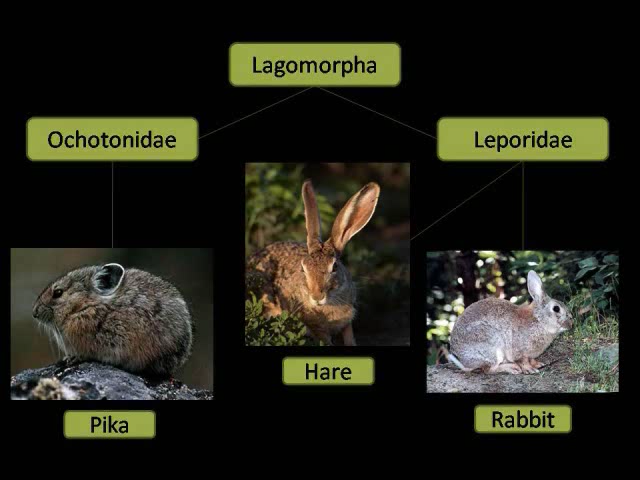 Lagomorpha
Ochotonidae
Leporidae
Hare
Pika
Rabbit